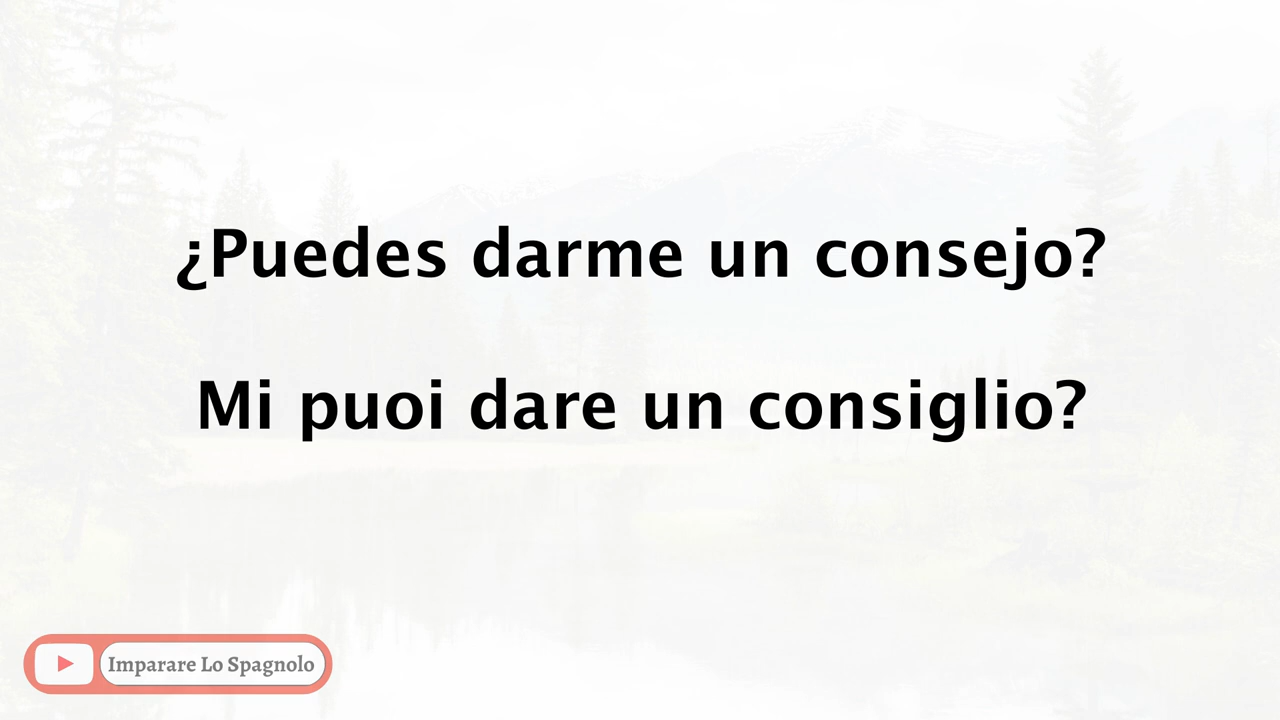 ¿Puedes darme un consejo?
Mi puoi dare un consiglio?
Imparare Lo Spagnolo